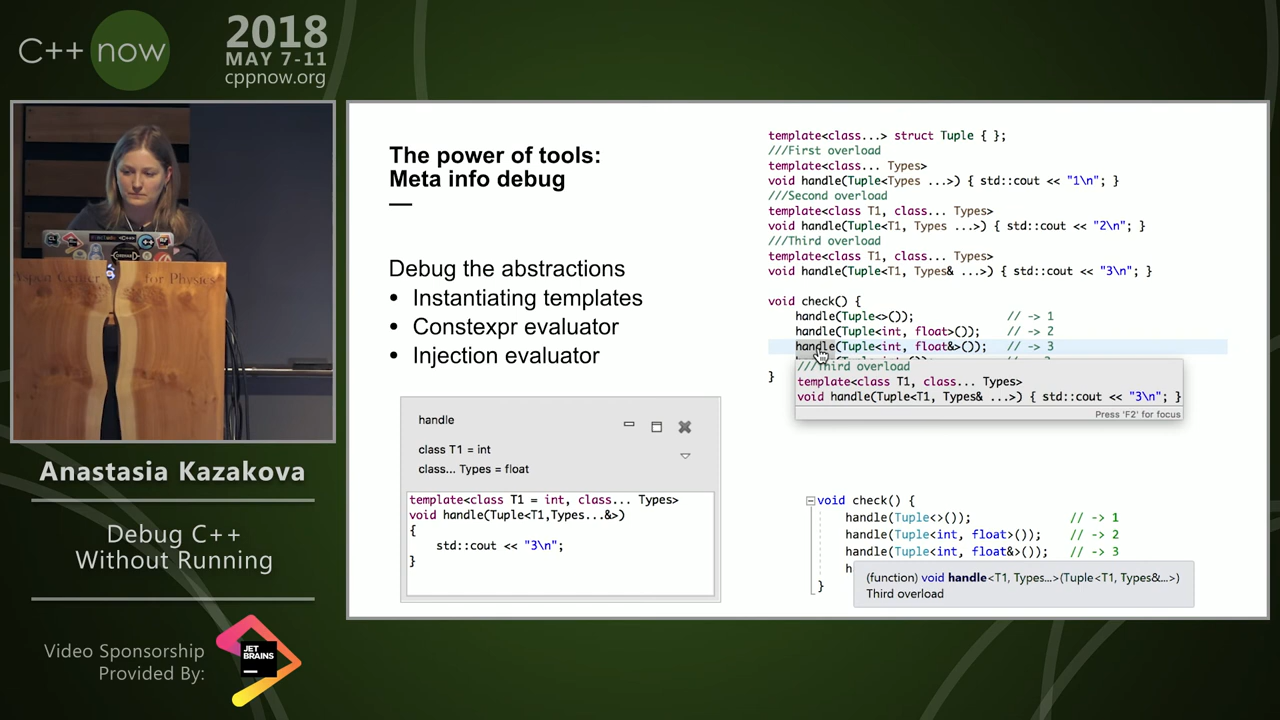 C++ now
2018
MAY 7-11
cppnow.org
Aspen Center for Physics
Anastasia Kazakova
Debug C++
Without Running
Video Sponsorship
Provided By:
JET
BRAINS
The power of tools:
Meta info debug
Debug the abstractions
• Instantiating templates
• Constexpr evaluator
• Injection evaluator
handle
class T1 = int
class... Types = float
template<class T1 = int, class... Types>
void handle(Tuple<T1,Types...&>)
{
std::cout << "3\n";
}
template<class...> struct Tuple { };
///First overload
template<class... Types>
void handle(Tuple<Types ...>) { std::cout << "1\n"; }
///Second overload
template<class T1, class... Types>
void handle(Tuple<T1, Types ...>) { std::cout << "2\n"; }
///Third overload
template<class T1, class... Types>
void handle(Tuple<T1, Types& ...>) { std::cout << "3\n"; }
void check() {
handle(Tuple<>()); // -> 1
handle(Tuple<int, float>()); // -> 2
handle(Tuple<int, float&>()); // -> 3
}
///Third overload
template<class T1, class... Types>
void handle(Tuple<T1, Types& ...>) { std::cout << "3\n"; }
Press 'F2' for focus
void check() {
handle(Tuple<>()); // -> 1
handle(Tuple<int, float>()); // -> 2
handle(Tuple<int, float&>()); // -> 3
h
}
(function) void handle<T1, Types...>(Tuple<T1, Types&...>)
Third overload